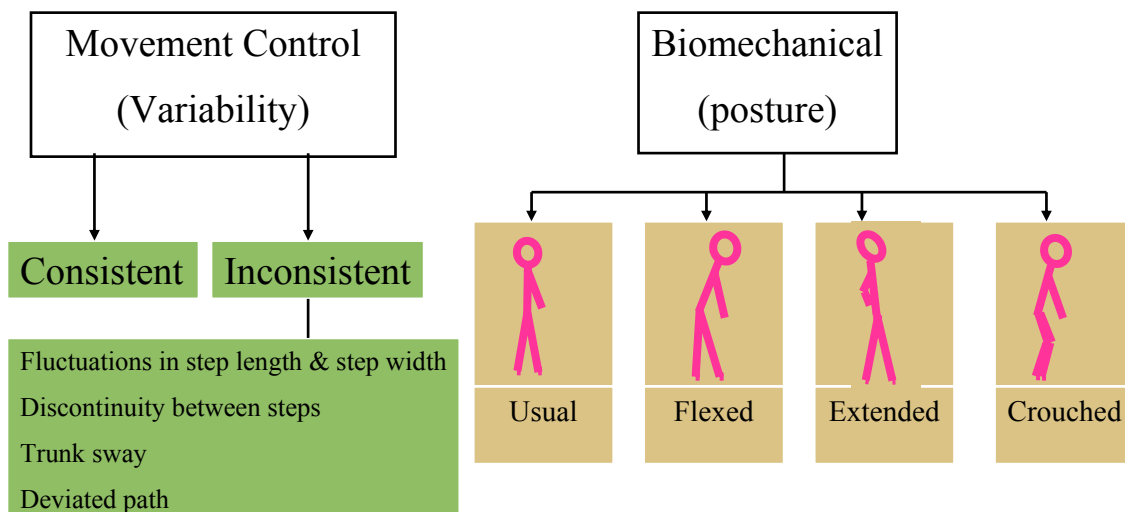 Movement Control
(Variability)
Biomechanical
(posture)
Consistent
Inconsistent
Fluctuations in step length & step width
Discontinuity between steps
Trunk sway
Deviated path
Usual
Flexed
Extended
Crouched